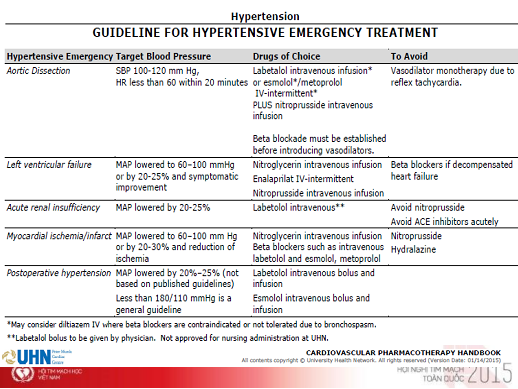 Hypertension
GUIDELINE FOR HYPERTENSIVE EMERGENCY TREATMENT
Hypertensive Emergency Target Blood Pressure Drugs of Choice To Avoid
Aortic Dissection
SBP 100-120 mm Hg,
HR less than 60 within 20 minutes
Labetalol intravenous infusion*
or esmolol*/metoprolol
IV-intermittent*
PLUS nitroprusside intravenous
infusion
Beta blockade must be established
before introducing vasodilators.
Vasodilator monotherapy due to
reflex tachycardia.
Left ventricular failure
MAP lowered to 60–100 mmHg
or by 20-25% and symptomatic
improvement
Nitroglycerin intravenous infusion
Enalaprilat IV-intermittent
Nitroprusside intravenous infusion
Beta blockers if decompensated
heart failure
Acute renal insufficiency
MAP lowered by 20-25%
Labetolol intravenous**
Avoid nitroprusside
Avoid ACE inhibitors acutely
Myocardial ischemia/infarct
MAP lowered to 60–100 mm Hg
or by 20-30% and reduction of
ischemia
Nitroglycerin intravenous infusion
Beta blockers such as intravenous
labetolol and esmolol, metoprolol
Nitroprusside
Hydralazine
Postoperative hypertension
MAP lowered by 20%–25% (not
based on published guidelines)
Less than 180/110 mmHg is a
general guideline
Labetolol intravenous bolus and
infusion
Esmolol intravenous bolus and
infusion
*May consider diltiazem IV where beta blockers are contraindicated or not tolerated due to bronchospasm.
**Labetalol bolus to be given by physician. Not approved for nursing administration at UHN.
UHN
Peter Munk
Cardiac
Centre
CARDIOVASCULAR PHARMACOTHERAPY HANDBOOK
All contents copyright © University Health Network. All rights reserved (Version Date: 01/14/2015)
HỘI TIM MẠCH HỌC
VIỆT NAM
HỘI NGHỊ TIM MẠCH
TOÀN QUỐC
2015